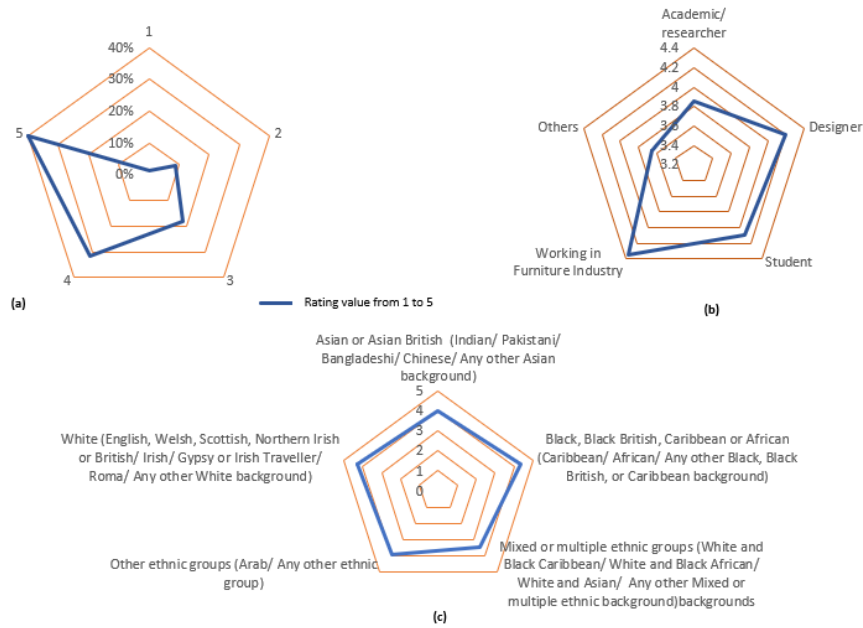 1
40%
30%
20%
10%
0%
5
2
4
3
(a)
Academic/
researcher
4.4
4.2
4
3.8
3.6
3.4
3.2
Others
Designer
Working in
Furniture Industry
Student
(b)
Rating value from 1 to 5
Asian or Asian British (Indian/ Pakistani/
Bangladeshi/ Chinese/ Any other Asian
background)
5
4
3
2
1
0
White (English, Welsh, Scottish, Northern Irish
or British/ Irish/ Gypsy or Irish Traveller/
Roma/ Any other White background)
Black, Black British, Caribbean or African
(Caribbean/ African/ Any other Black, Black
British, or Caribbean background)
Other ethnic groups (Arab/ Any other ethnic
group)
Mixed or multiple ethnic groups (White and
Black Caribbean/ White and Black African/
White and Asian/ Any other Mixed or
multiple ethnic background)backgrounds
(c)